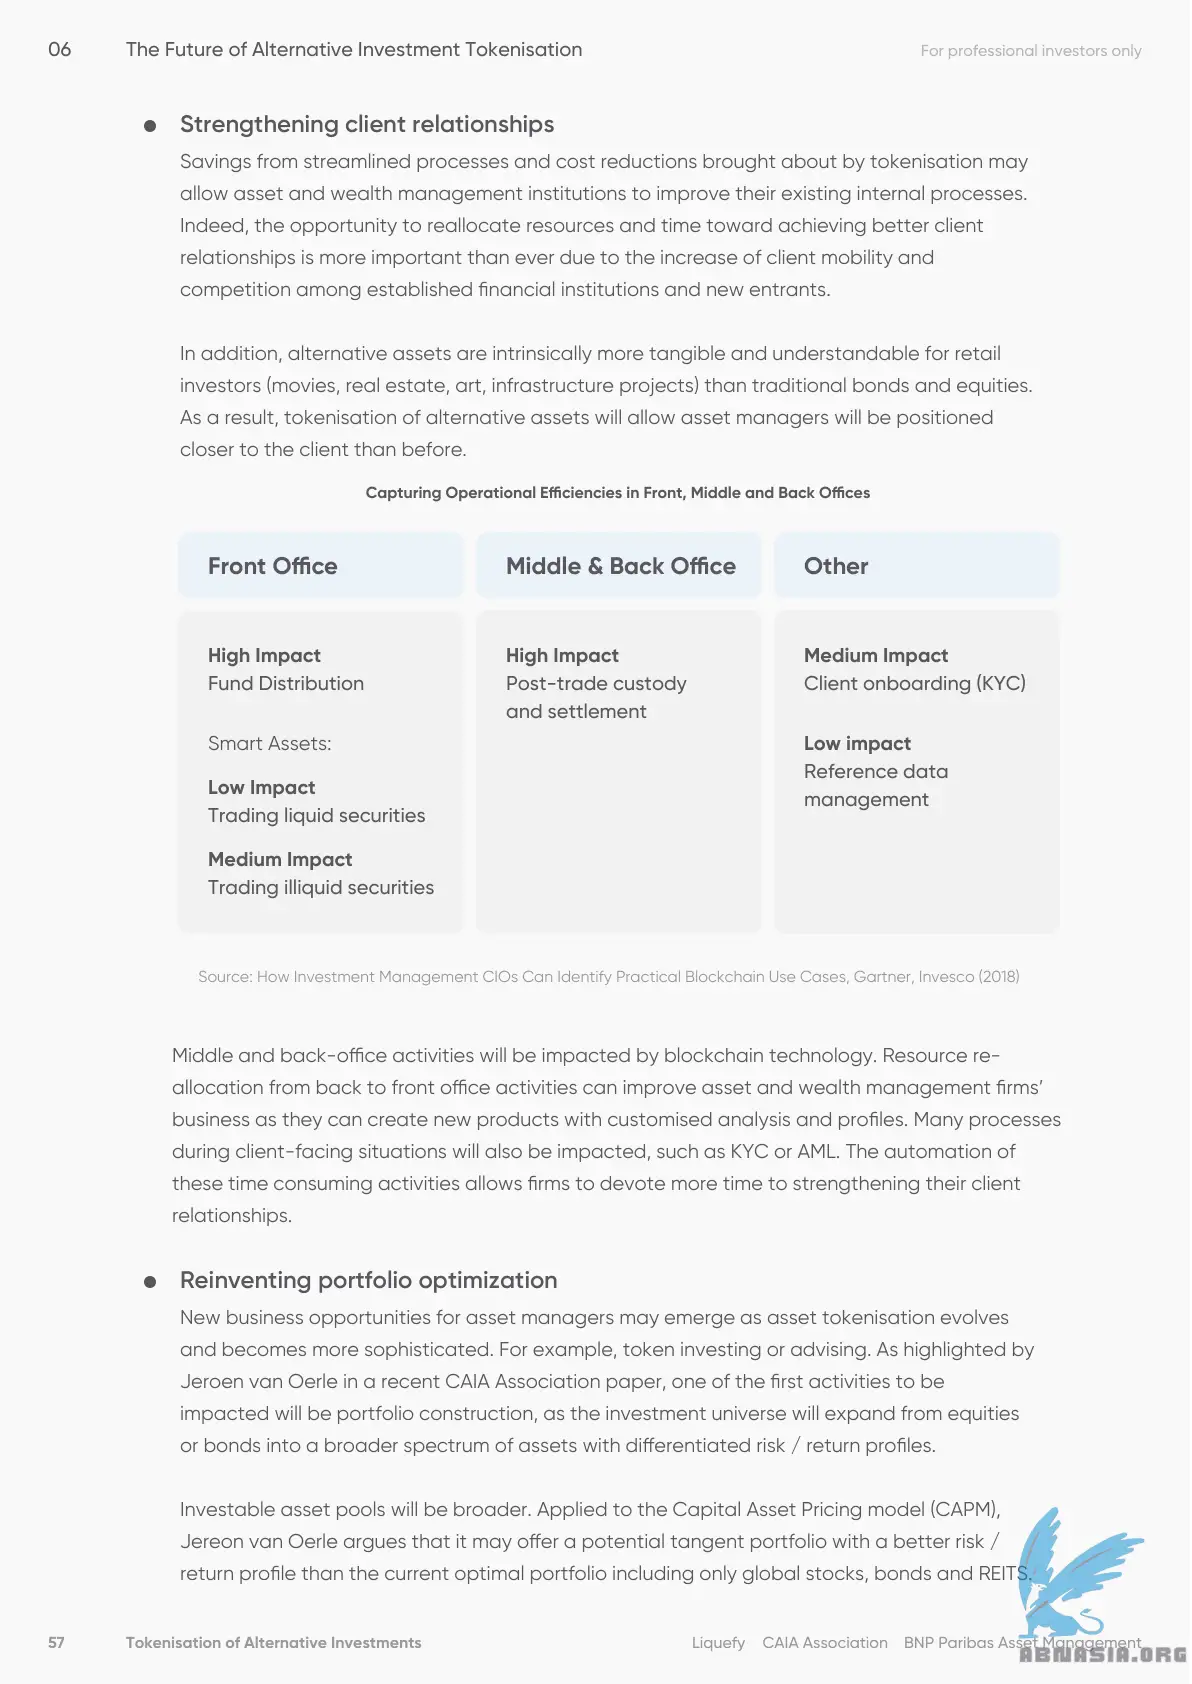 06 The Future of Alternative Investment Tokenisation For professional investors only
● Strengthening client relationships
Savings from streamlined processes and cost reductions brought about by tokenisation may
allow asset and wealth management institutions to improve their existing internal processes.
Indeed, the opportunity to reallocate resources and time toward achieving better client
relationships is more important than ever due to the increase of client mobility and
competition among established financial institutions and new entrants.
In addition, alternative assets are intrinsically more tangible and understandable for retail
investors (movies, real estate, art, infrastructure projects) than traditional bonds and equities.
As a result, tokenisation of alternative assets will allow asset managers will be positioned
closer to the client than before.
Capturing Operational Efficiencies in Front, Middle and Back Offices
Front Office
High Impact
Fund Distribution
Smart Assets:
Low Impact
Trading liquid securities
Medium Impact
Trading illiquid securities
Middle & Back Office
High Impact
Post-trade custody
and settlement
Other
Medium Impact
Client onboarding (KYC)
Low impact
Reference data
management
Source: How Investment Management CIOs Can Identify Practical Blockchain Use Cases, Gartner, Invesco (2018)
Middle and back-office activities will be impacted by blockchain technology. Resource re-
allocation from back to front office activities can improve asset and wealth management firms’
business as they can create new products with customised analysis and profiles. Many processes
during client-facing situations will also be impacted, such as KYC or AML. The automation of
these time consuming activities allows firms to devote more time to strengthening their client
relationships.
● Reinventing portfolio optimization
New business opportunities for asset managers may emerge as asset tokenisation evolves
and becomes more sophisticated. For example, token investing or advising. As highlighted by
Jeroen van Oerle in a recent CAIA Association paper, one of the first activities to be
impacted will be portfolio construction, as the investment universe will expand from equities
or bonds into a broader spectrum of assets with differentiated risk / return profiles.
Investable asset pools will be broader. Applied to the Capital Asset Pricing model (CAPM),
Jereon van Oerle argues that it may offer a potential tangent portfolio with a better risk /
return profile than the current optimal portfolio including only global stocks, bonds and REITS.
57 Tokenisation of Alternative Investments Liquefy CAIA Association BNP Paribas Asset Management
ABNASIA.ORG